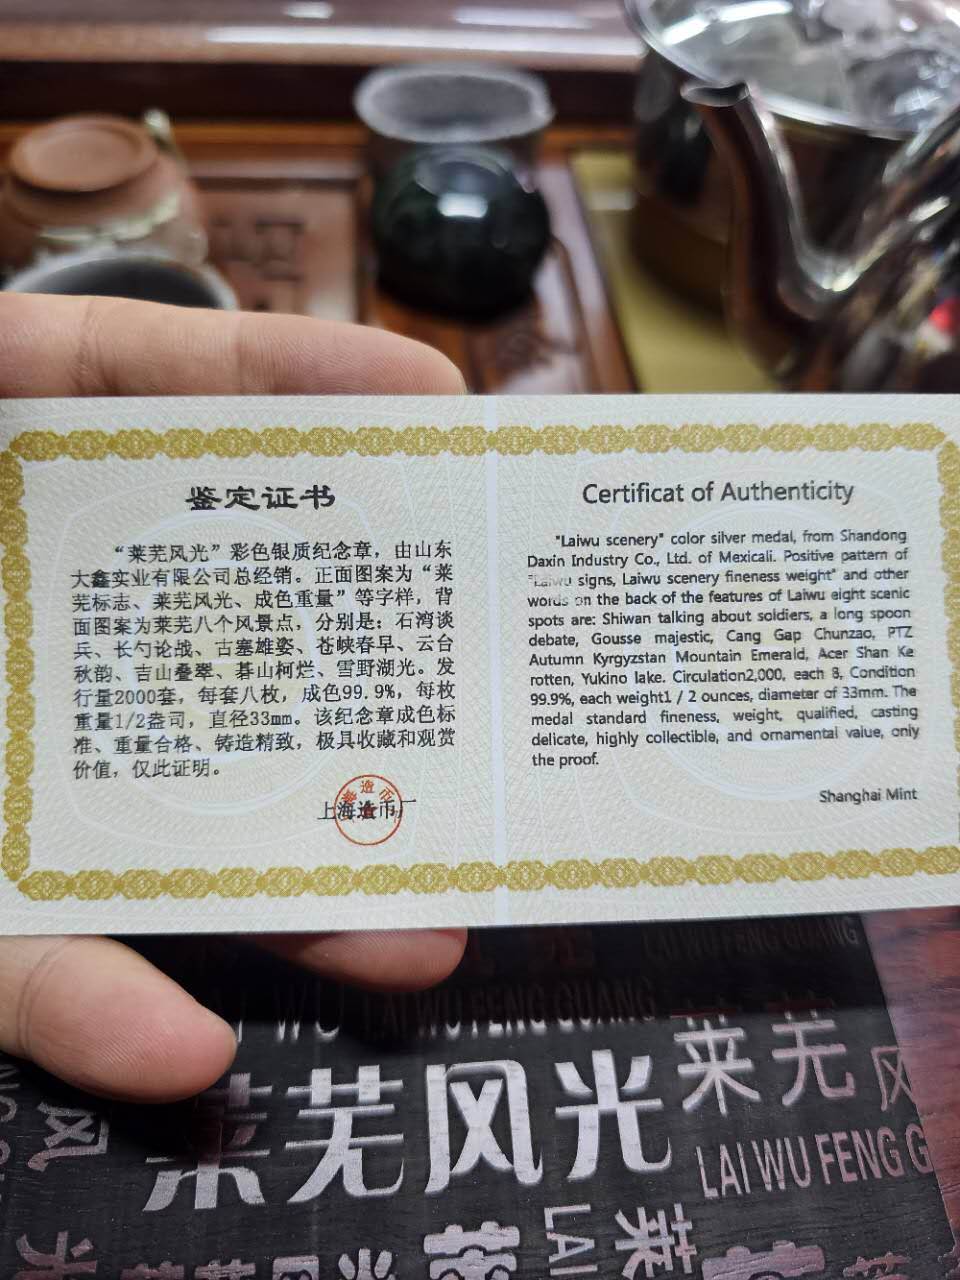 鉴定证书
“莱芜风光”彩色银质纪念章，由山东
大鑫实业有限公司总经销。正面图案为“莱
芜标志、莱芜风光、成色重量”等字样，背
面图案为莱芜八个风景点，分别是：石湾谈
兵、长勺论战、古塞雄姿、苍峡春早、云台
秋韵、吉山叠翠、碁山柯烂、雪野湖光。发
行量2000套，每套八枚，成色99.9%，每枚
重量1/2盎司，直径33mm。该纪念章成色标
准、重量合格、铸造精致，极具收藏和观赏
价值，仅此证明。
上海造币厂
Certificat of Authenticity
"Laiwu scenery" color silver medal, from Shandong
Daxin Industry Co., Ltd. of Mexicali. Positive pattern of
"Laiwu signs, Laiwu scenery fineness weight" and other
words on the back of the features of Laiwu eight scenic
spots are: Shiwan talking about soldiers, a long spoon
debate, Gousse majestic, Cang Gap Chunzao, PTZ
Autumn Kyrgyzstan Mountain Emerald, Acer Shan Ke
rotten, Yukino lake. Circulation2,000, each 8, Condition
99.9%, each weight1 / 2 ounces, diameter of 33mm. The
medal standard fineness, weight, qualified, casting
delicate, highly collectible, and ornamental value, only
the proof.
Shanghai Mint
LAI WU FENG GUANG
LAI WU FENG GUANG
莱芜风光
莱芜风
LAI WU FENG G
风
光
LAI
莱